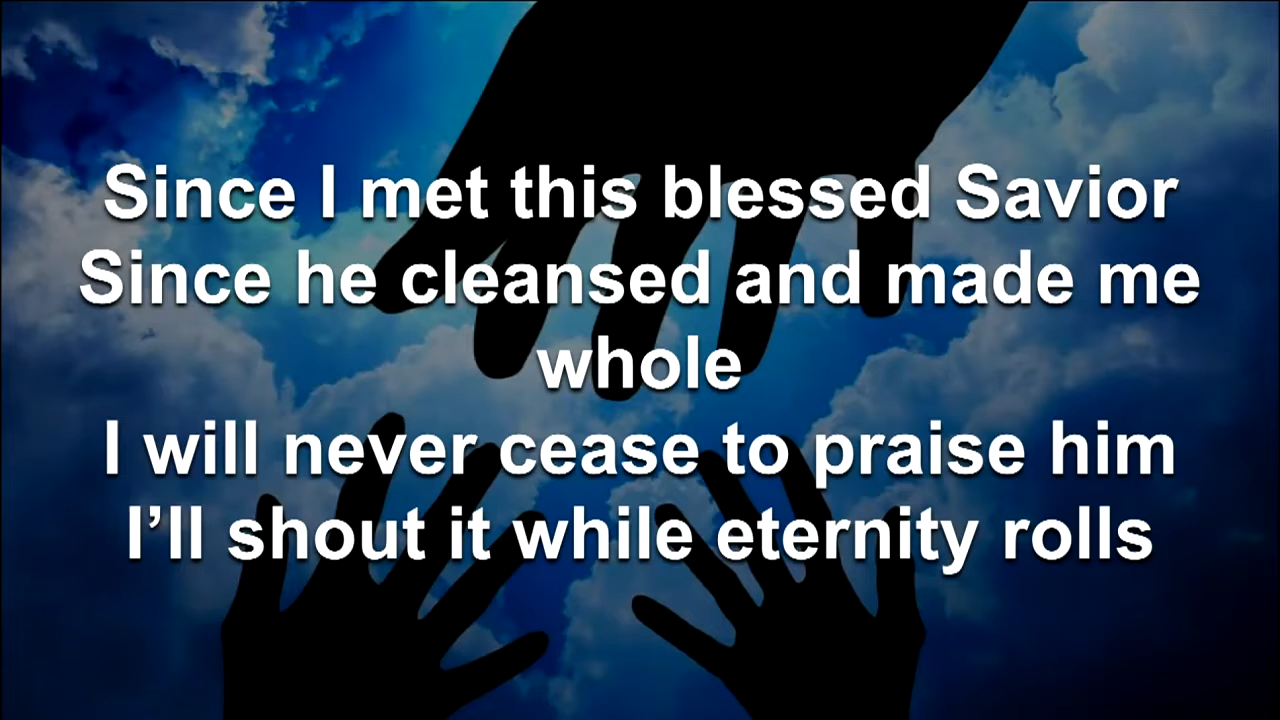 Since I met this blessed Savior
Since he cleansed and made me
whole
I will never cease to praise him
I’ll shout it while eternity rolls